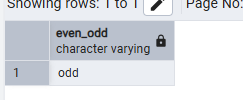 Showing rows: 1 to 1 Page No:
even_odd
character varying
1 odd